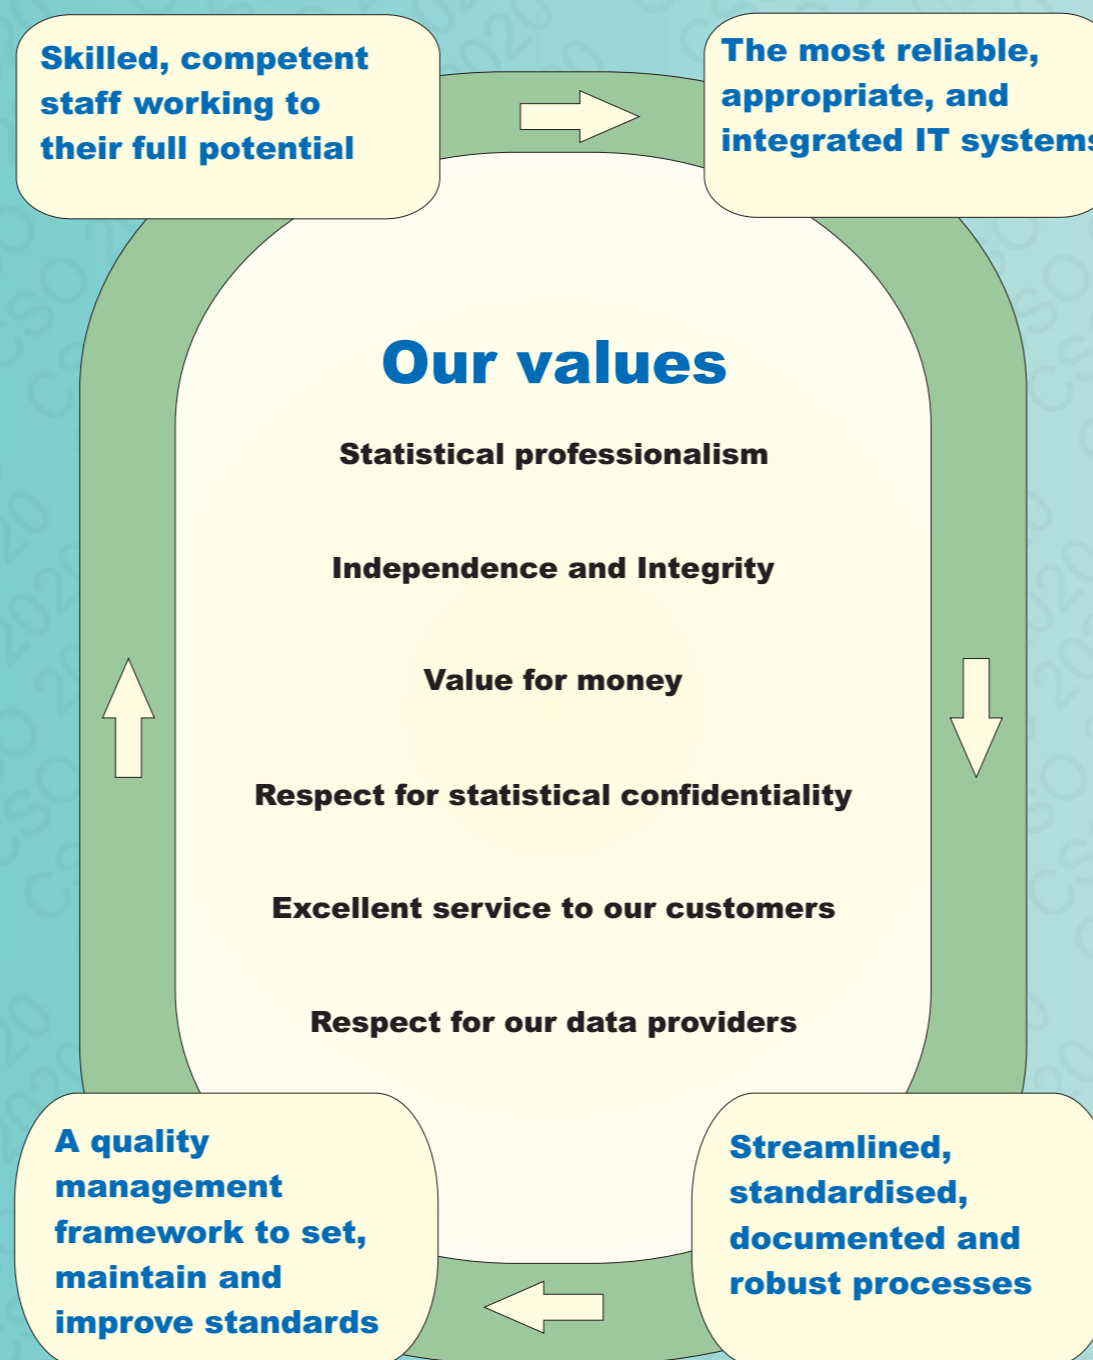 Skilled, competent
staff working to
their full potential
The most reliable,
appropriate, and
integrated IT systems
Our values
Statistical professionalism
Independence and Integrity
Value for money
Respect for statistical confidentiality
Excellent service to our customers
Respect for our data providers
A quality
management
framework to set,
maintain and
improve standards
Streamlined,
standardised,
documented and
robust processes